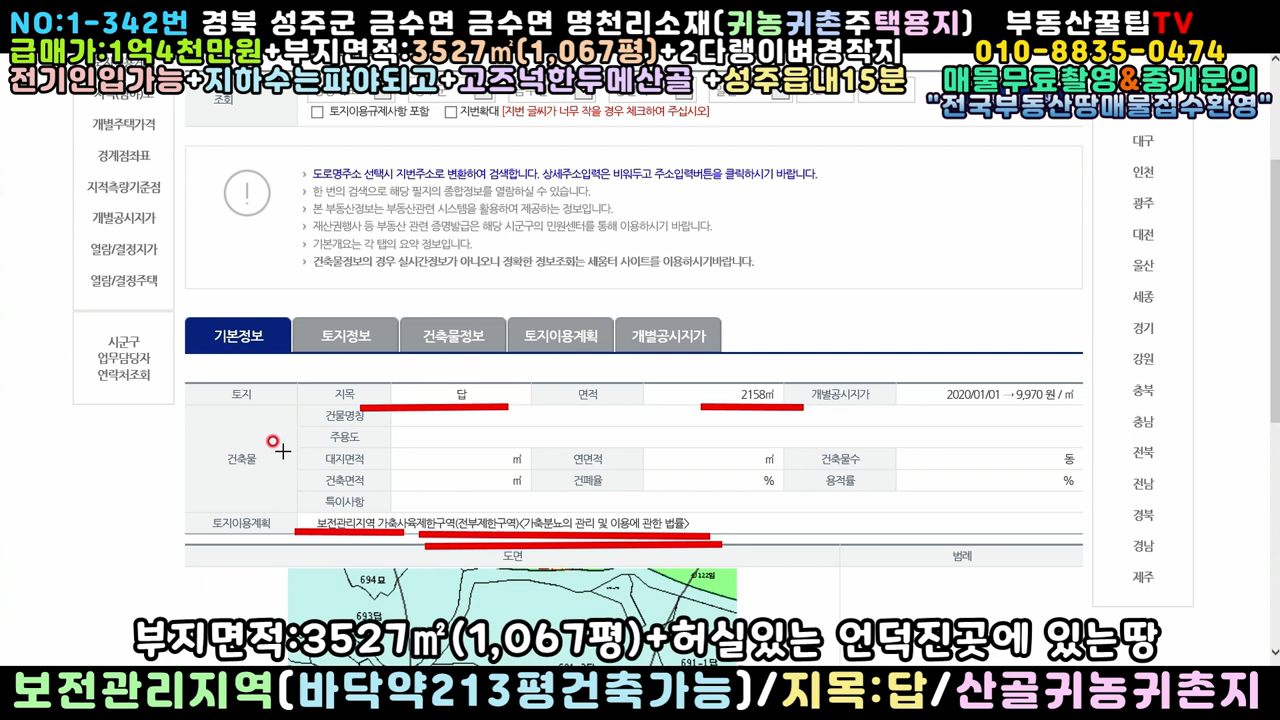 NO:1-342번 경북 성주군 금수면 금수면 명천리소재(귀농귀촌주택용지) 부동산꿀팁TV
급매가:1억4천만원+부지면적:3527㎡(1,067평)+2다랭이벼경작지 010-8835-0474
전기인입가능+지하수는파야되고+고즈넉한두메산골 +성주읍내15분 매물무료촬영&중개문의
"전국부동산땅매물접수환영"
조회
토지이용규제사항 포함 지번확대 [지번 글씨가 너무 작을 경우 체크하여 주십시오]
개별주택가격
경계점좌표
지적측량기준점
개별공시지가
열람/결정지가
열람/결정주택
시군구
업무담당자
연락처조회
› 도로명주소 선택시 지번주소로 변환하여 검색합니다. 상세주소입력은 비워두고 주소입력버튼을 클릭하시기 바랍니다.
› 한 번의 검색으로 해당 필지의 종합정보를 열람하실 수 있습니다.
› 본 부동산정보는 부동산관련 시스템을 활용하여 제공하는 정보입니다.
› 재산권행사 등 부동산 관련 증명발급은 해당 시군구의 민원센터를 통해 이용하시기 바랍니다.
› 기본개요는 각 탭의 요약 정보입니다.
› 건축물정보의 경우 실시간정보가 아니오니 정확한 정보조회는 세움터 사이트를 이용하시기바랍니다.
기본정보 토지정보 건축물정보 토지이용계획 개별공시지가
토지 지목 답 면적 2158㎡ 개별공시지가 2020/01/01 → 9,970 원 / ㎡
건물명칭
주용도
건축물 대지면적 ㎡ 연면적 ㎡ 건축물수 동
건축면적 ㎡ 건폐율 % 용적률 %
특이사항
토지이용계획 보전관리지역 가축사육제한구역(전부제한구역)<가축분뇨의 관리 및 이용에 관한 법률>
도면 범례
694묘
122임
693답
691-1답
대구
인천
광주
대전
울산
세종
경기
강원
충북
충남
전북
전남
경북
경남
제주
부지면적:3527㎡(1,067평)+허실있는 언덕진곳에 있는땅
보전관리지역(바닥약213평건축가능)/지목:답/산골귀농귀촌지